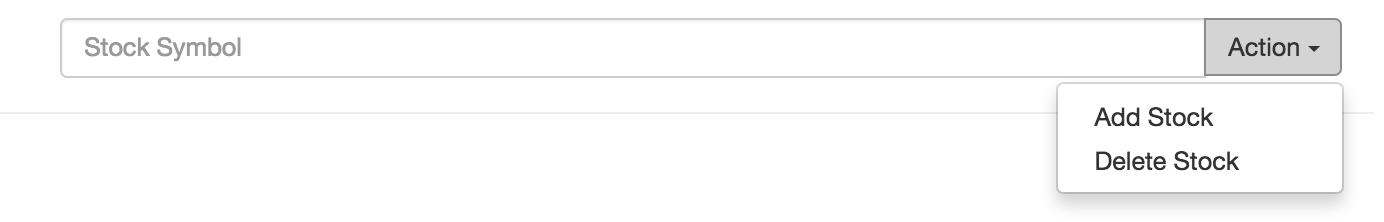 Stock Symbol
Action
Add Stock
Delete Stock